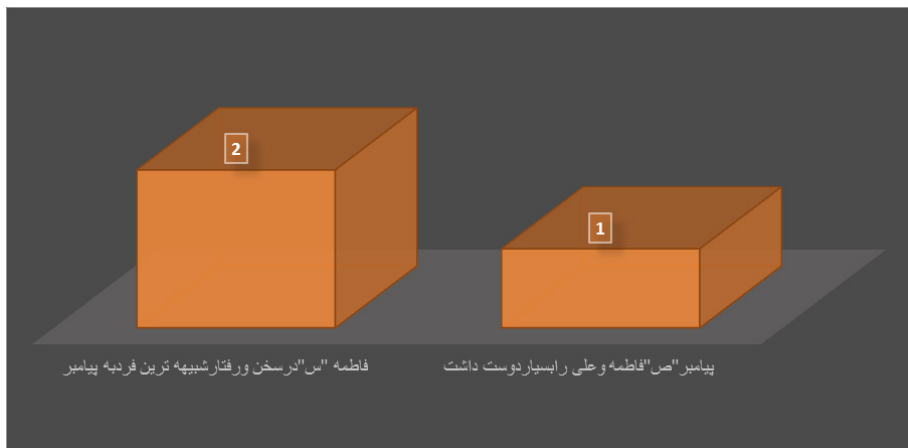 1
2
پیامبر"ص"فاطمه وعلی رابسیاردوست داشت
فاطمه "س"درسخن ورفتارشبیهه ترین فردبه پیامبر